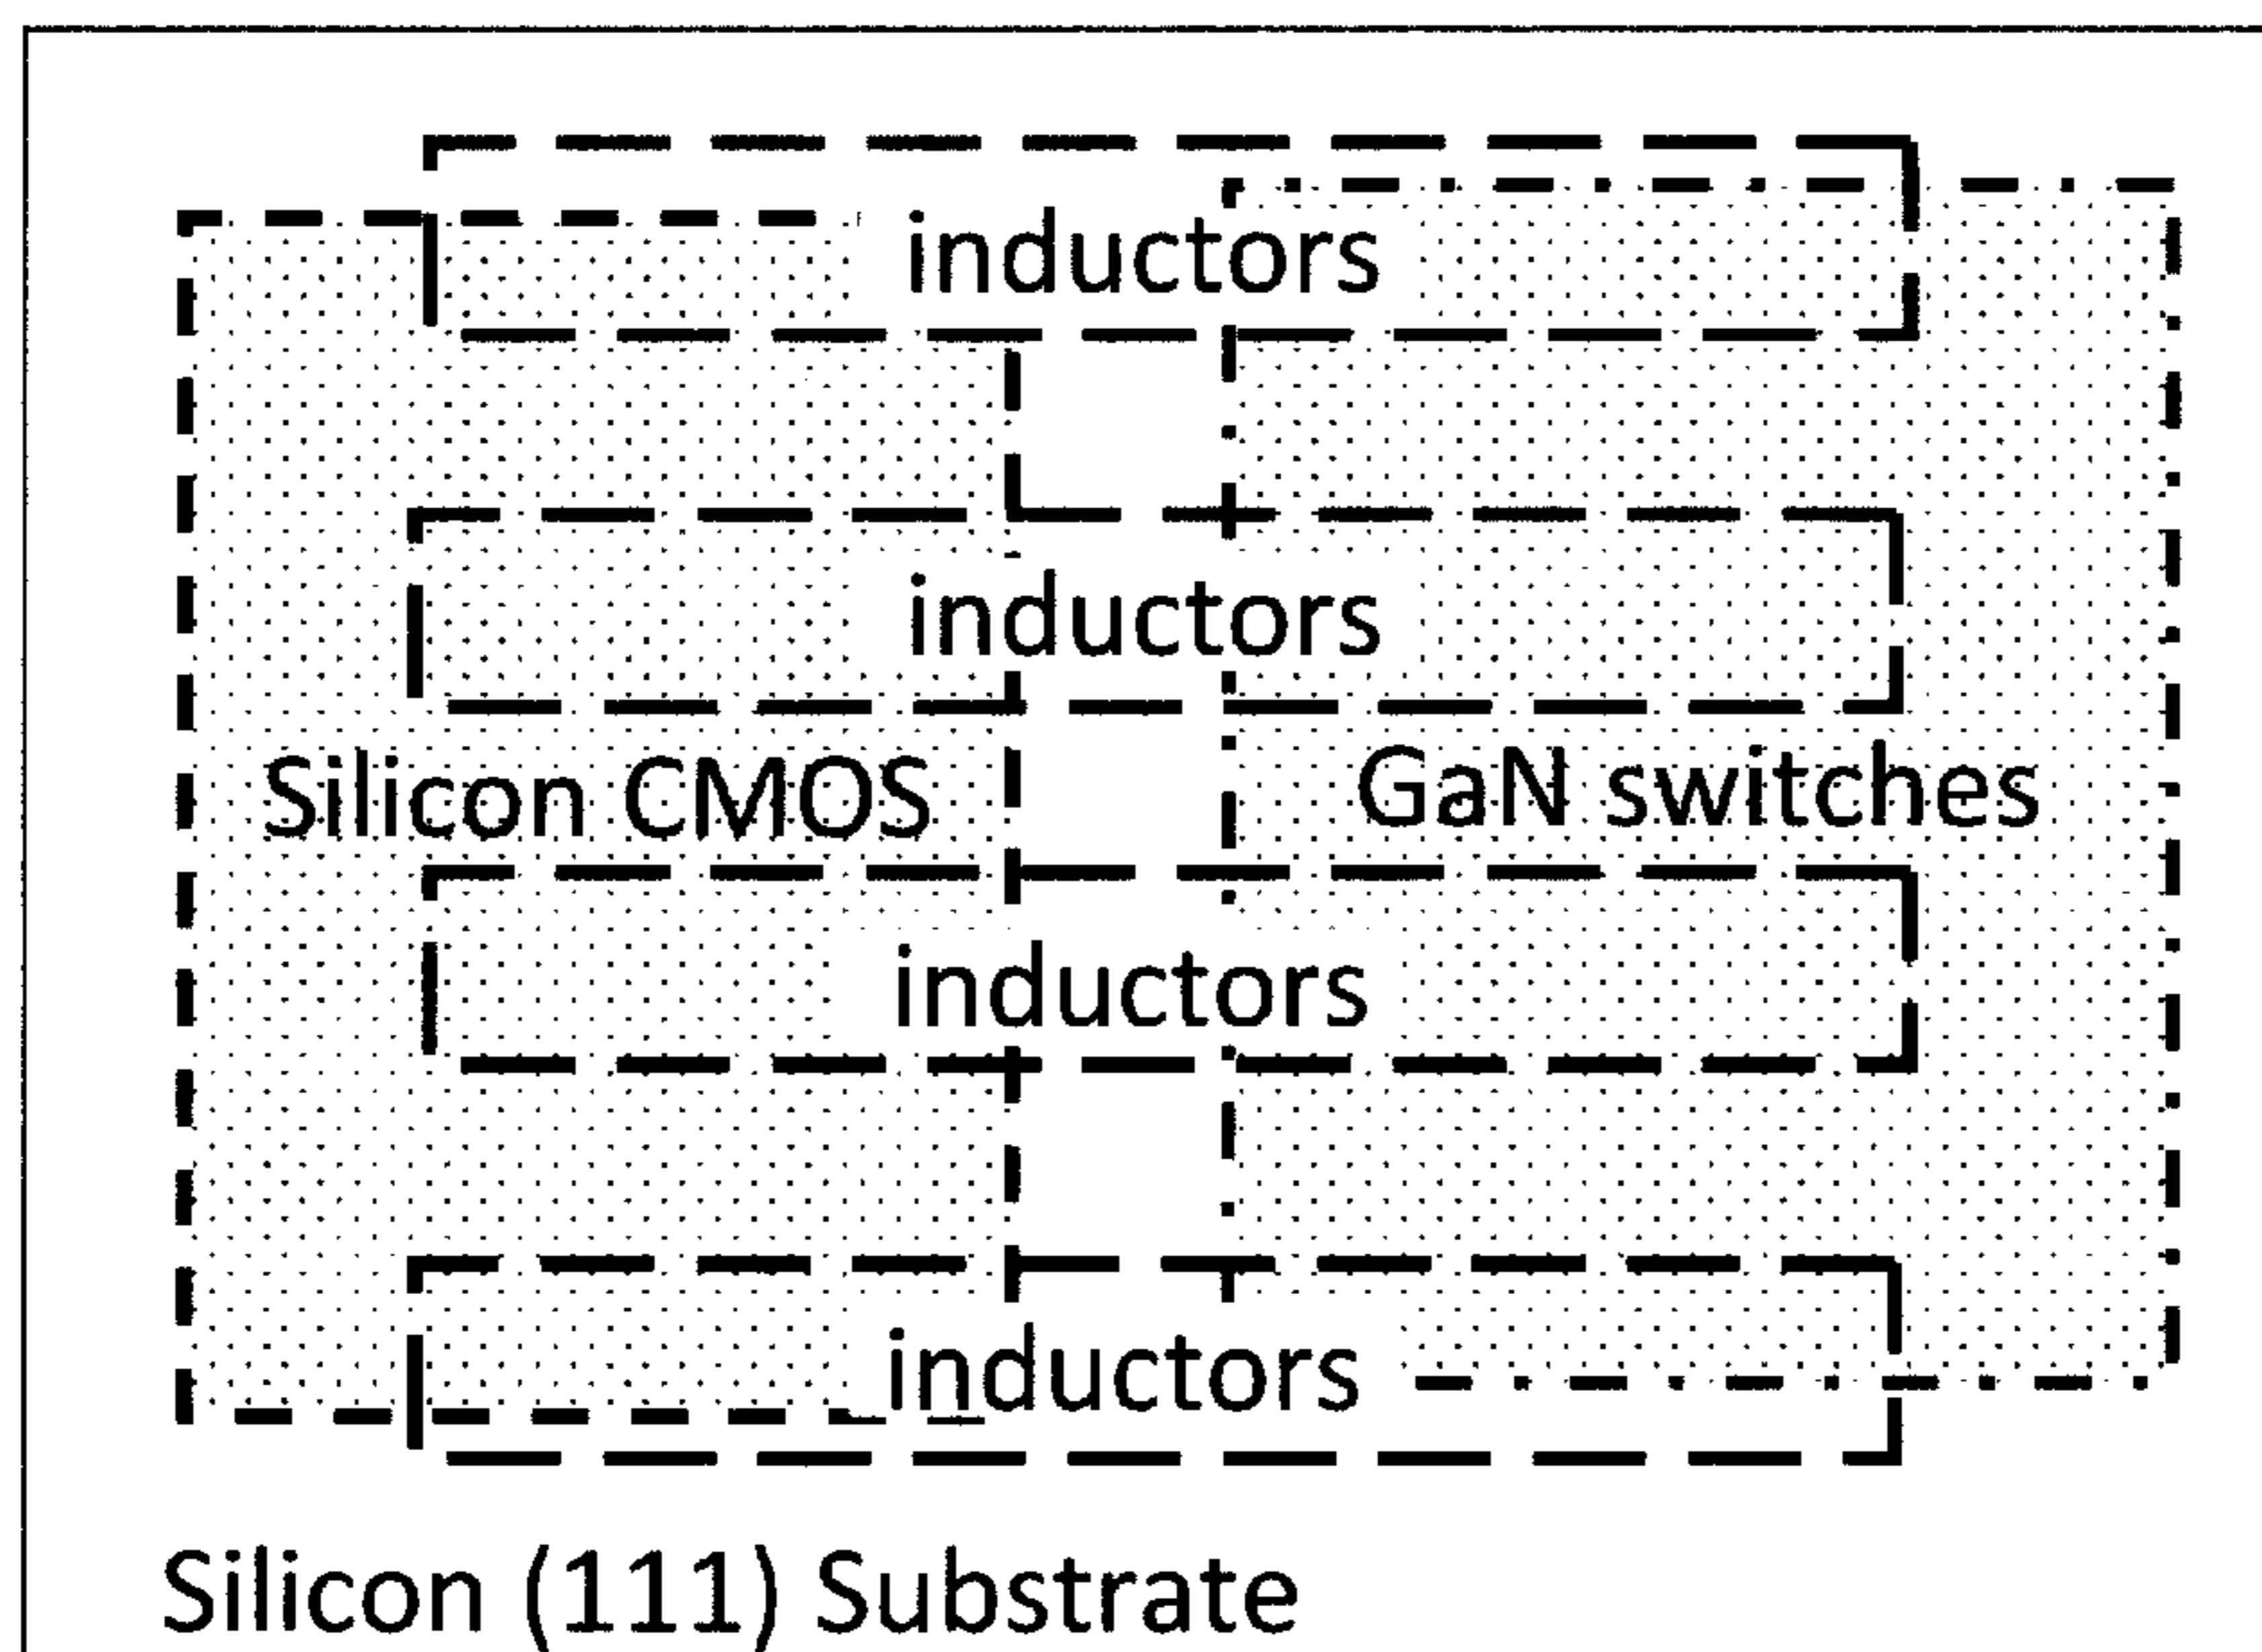 inductors
inductors
Silicon CMOS
GaN switches
inductors
inductors
Silicon (111) Substrate